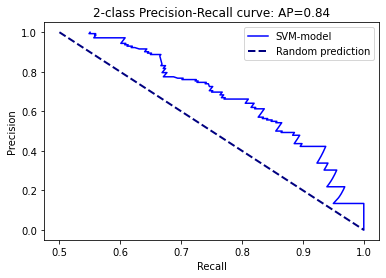 2-class Precision-Recall curve: AP=0.84
SVM-model
Random prediction
Precision
1.0
0.8
0.6
0.4
0.2
0.0
0.5 0.6 0.7 0.8 0.9 1.0
Recall